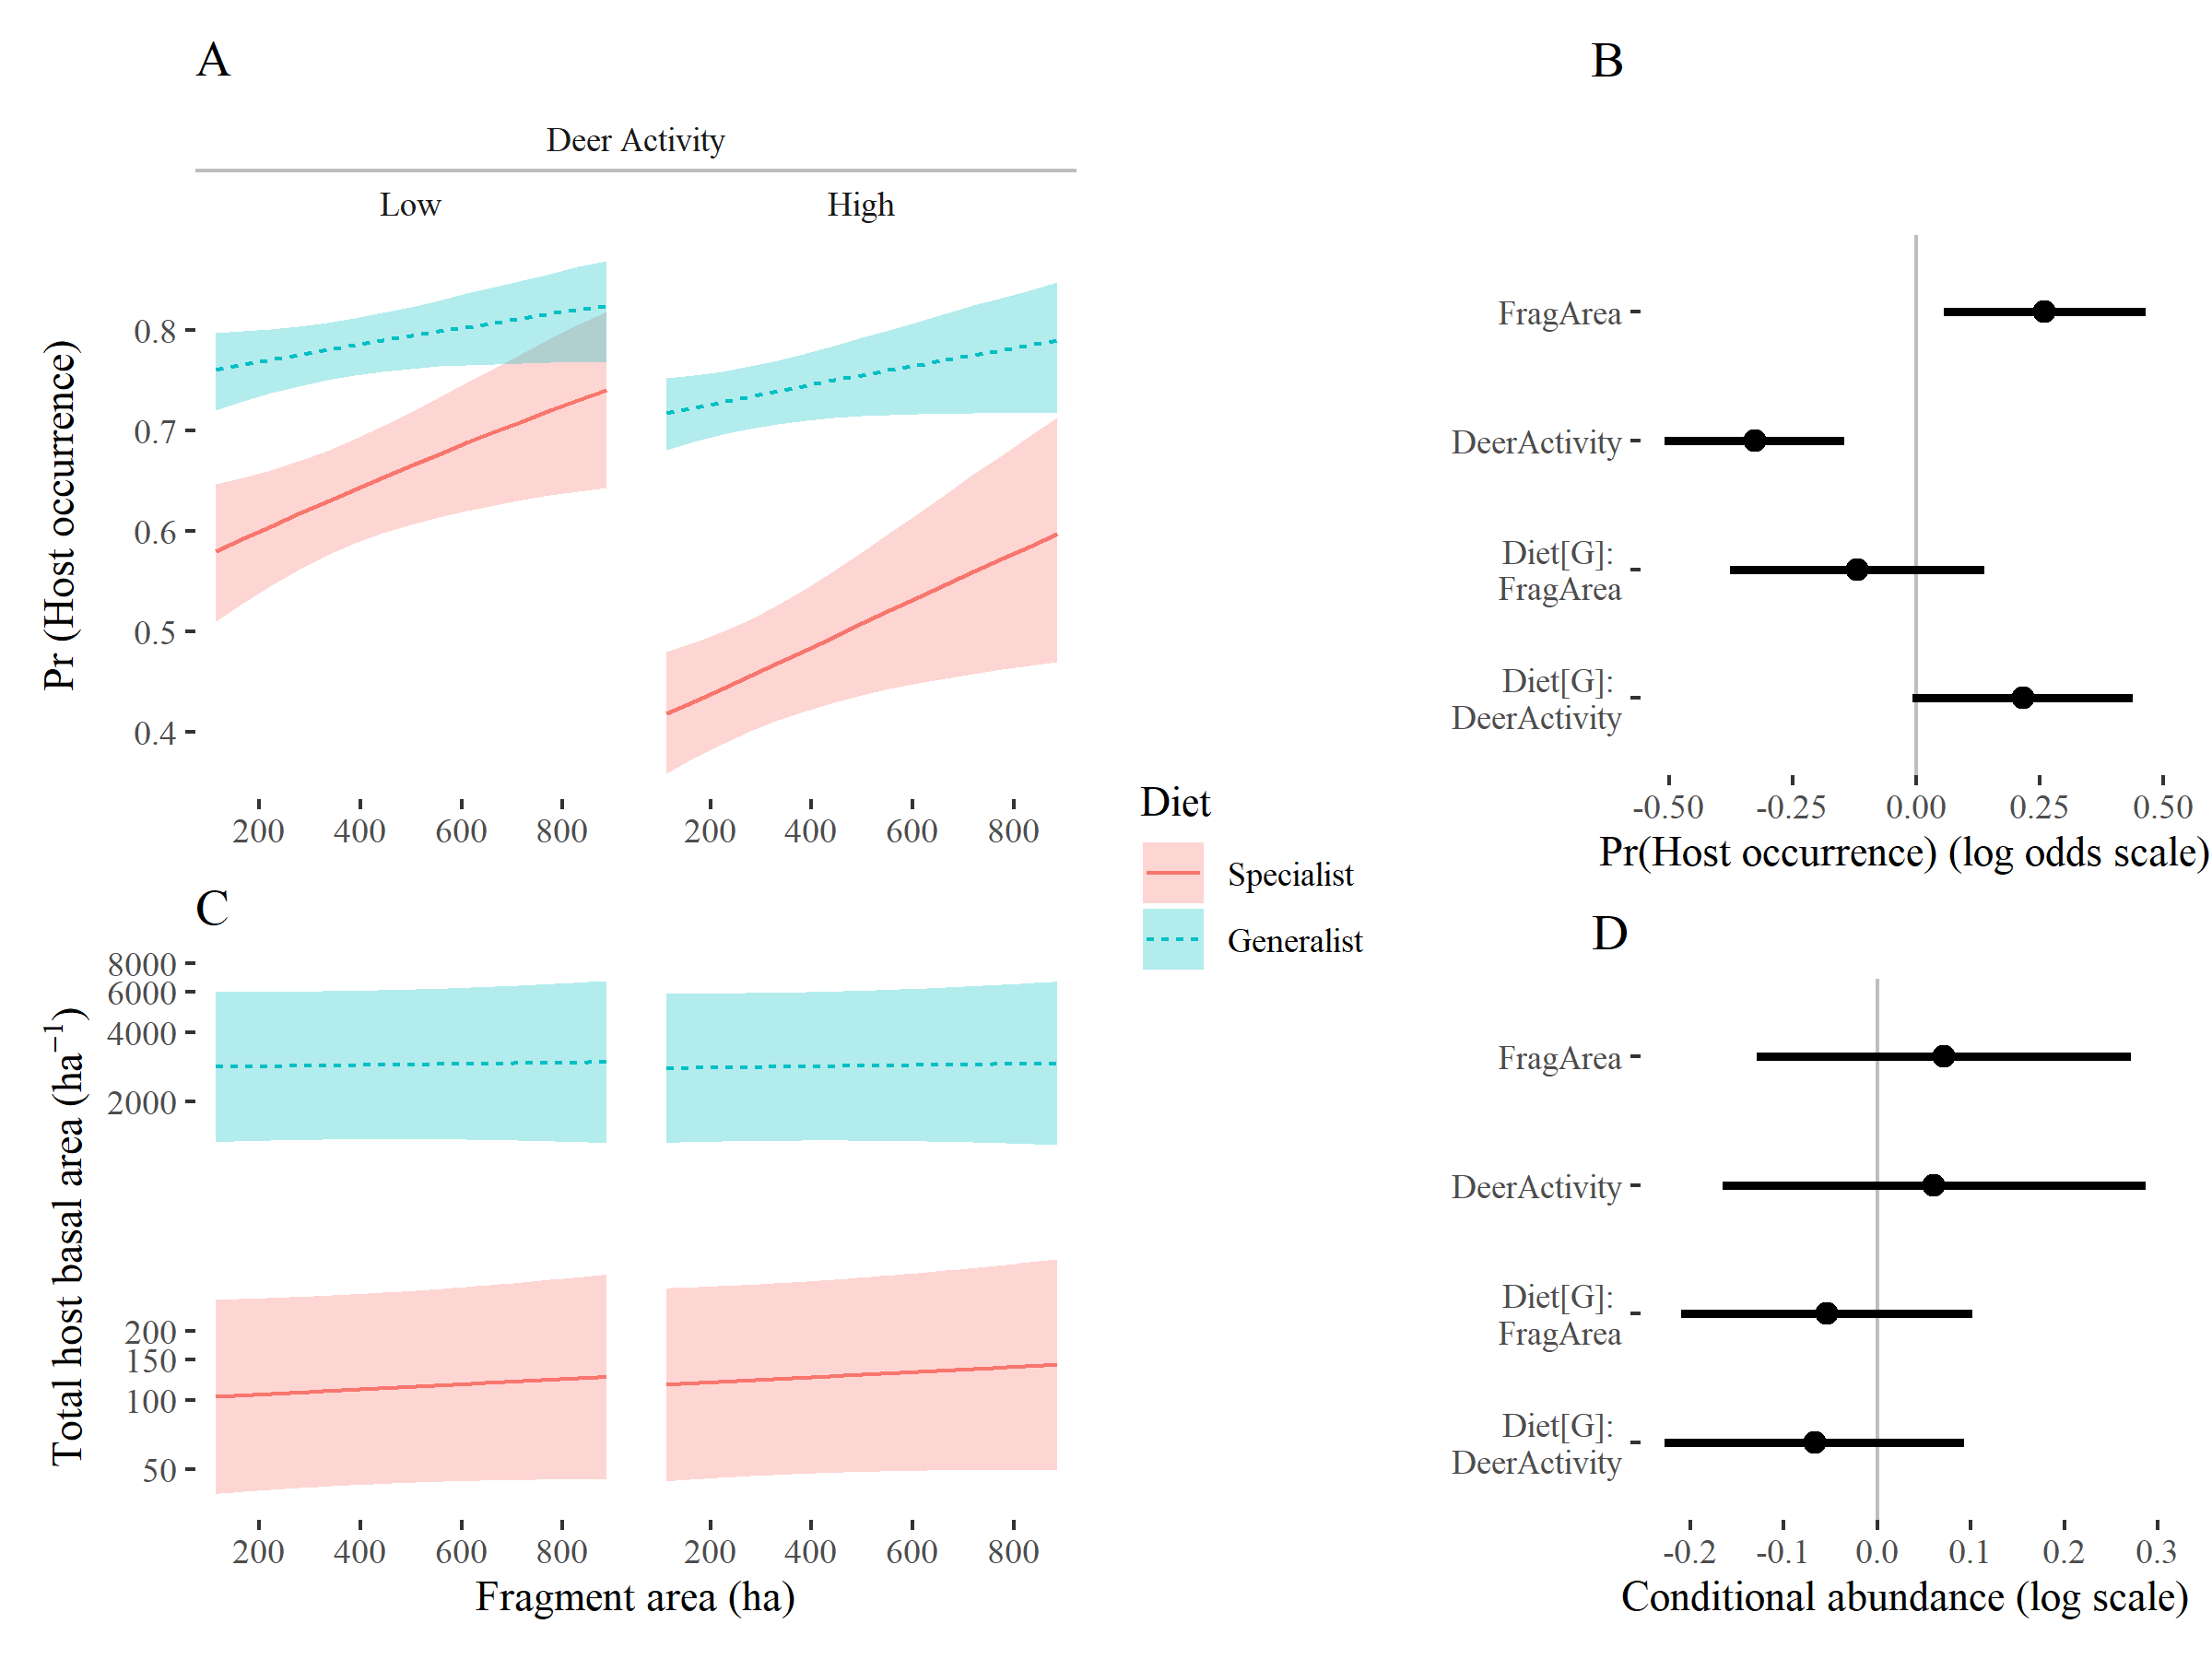 A
Deer Activity
Low
High
Pr (Host occurrence)
0.8
0.7
0.6
0.5
0.4
200 400 600 800
200 400 600 800
B
FragArea
DeerActivity
Diet[G]:
FragArea
Diet[G]:
DeerActivity
-0.50 -0.25 0.00 0.25 0.50
Pr(Host occurrence) (log odds scale)
Diet
Specialist
Generalist
C
Total host basal area (ha⁻¹)
8000
6000
4000
2000
200
150
100
50
200 400 600 800
200 400 600 800
Fragment area (ha)
D
FragArea
DeerActivity
Diet[G]:
FragArea
Diet[G]:
DeerActivity
-0.2 -0.1 0.0 0.1 0.2 0.3
Conditional abundance (log scale)